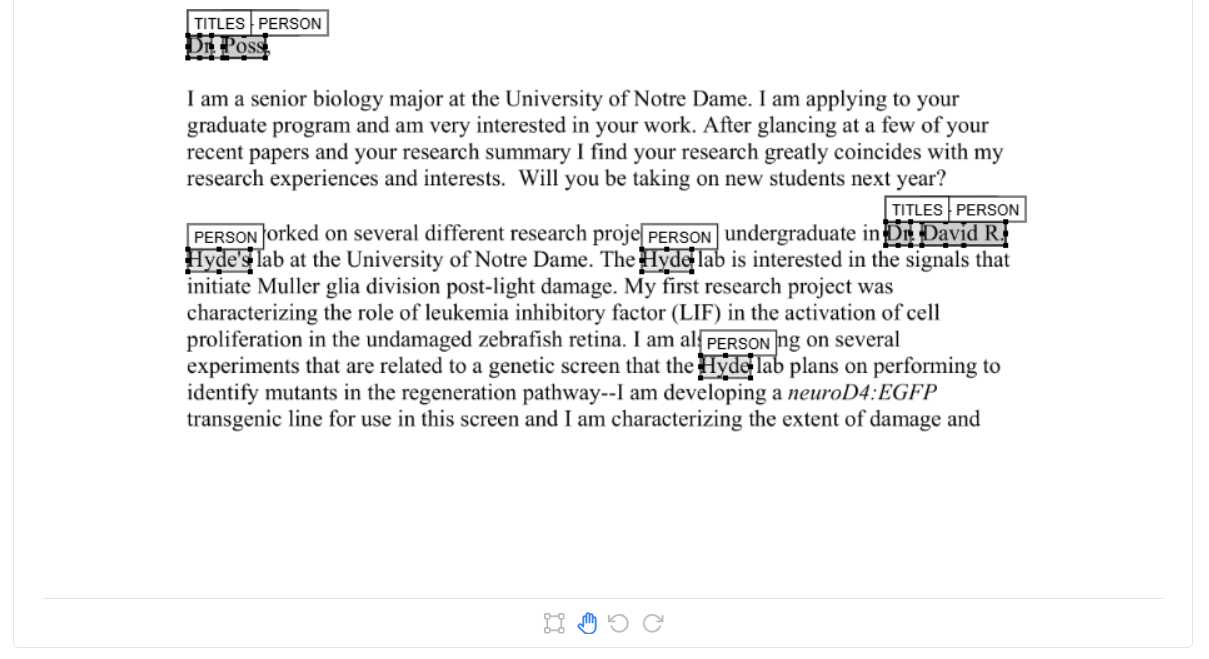 TITLES PERSON
Dr. Poss,
I am a senior biology major at the University of Notre Dame. I am applying to your
graduate program and am very interested in your work. After glancing at a few of your
recent papers and your research summary I find your research greatly coincides with my
research experiences and interests.  Will you be taking on new students next year?
TITLES PERSON
PERSON orked on several different research proje PERSON undergraduate in Dr. David R.
Hyde's lab at the University of Notre Dame. The Hyde lab is interested in the signals that
initiate Muller glia division post-light damage. My first research project was
characterizing the role of leukemia inhibitory factor (LIF) in the activation of cell
proliferation in the undamaged zebrafish retina. I am al PERSON ng on several
experiments that are related to a genetic screen that the Hyde lab plans on performing to
identify mutants in the regeneration pathway--I am developing a neuroD4:EGFP
transgenic line for use in this screen and I am characterizing the extent of damage and